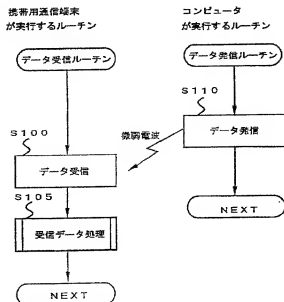 携帯用通信端末
が実行するルーチン
コンピュータ
が実行するルーチン
データ受信ルーチン
データ発信ルーチン
S110
データ発信
微弱電波
S100
データ受信
S105
受信データ処理
NEXT
NEXT